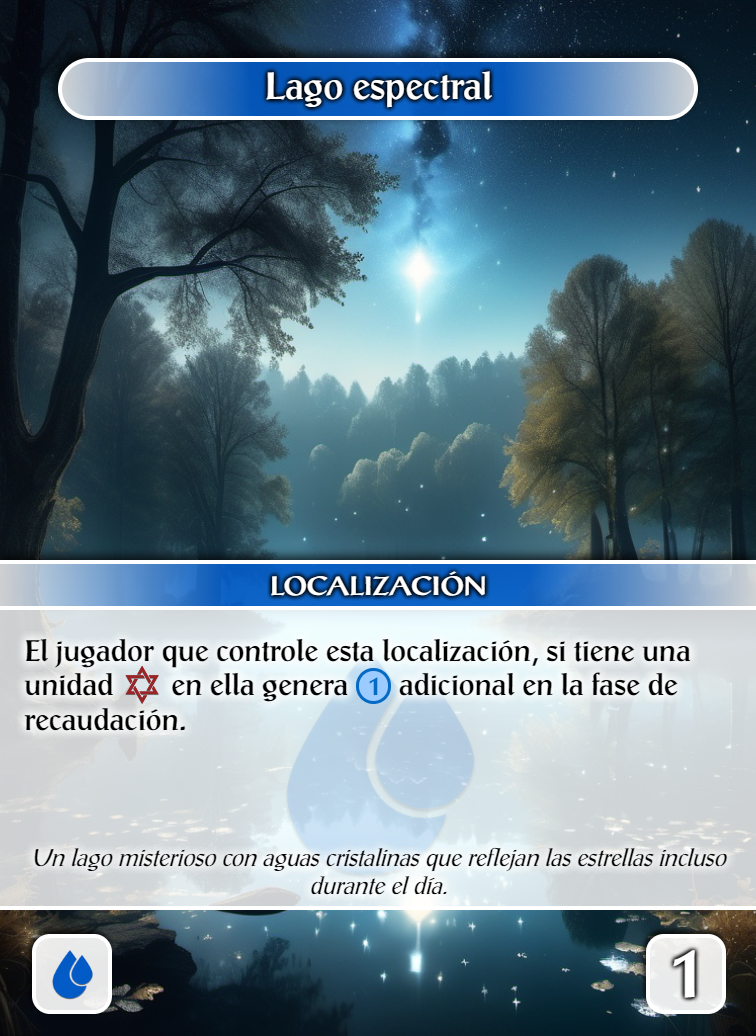 Lago espectral
LOCALIZACIÓN
El jugador que controle esta localización, si tiene una
unidad en ella genera 1 adicional en la fase de
recaudación.
Un lago misterioso con aguas cristalinas que reflejan las estrellas incluso
durante el día.
1